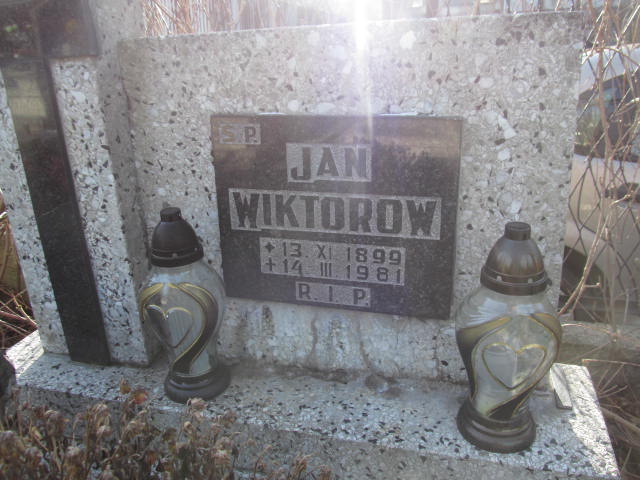 Ś.P.
JAN
WIKTOROW
+ 13. XI 1899
+ 14. III 1981
R. I. P.